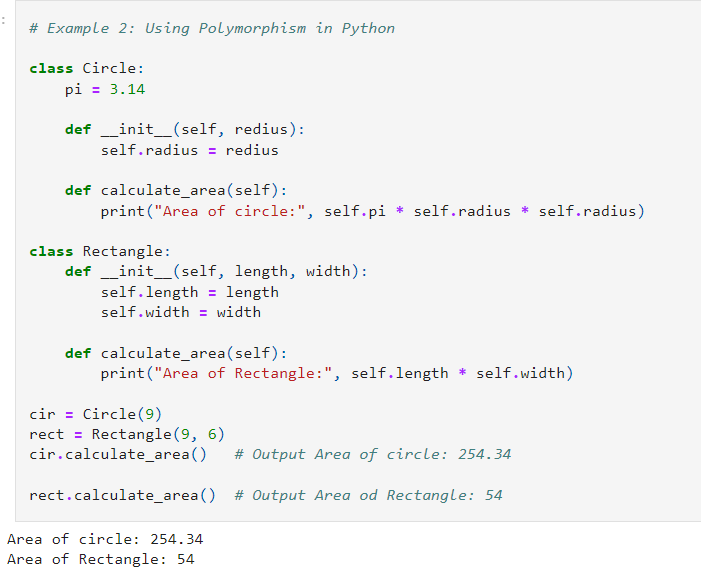 :
# Example 2: Using Polymorphism in Python
class Circle:
    pi = 3.14
    def __init__(self, redius):
        self.radius = redius
    def calculate_area(self):
        print("Area of circle:", self.pi * self.radius * self.radius)
class Rectangle:
    def __init__(self, length, width):
        self.length = length
        self.width = width
    def calculate_area(self):
        print("Area of Rectangle:", self.length * self.width)
cir = Circle(9)
rect = Rectangle(9, 6)
cir.calculate_area()   # Output Area of circle: 254.34
rect.calculate_area()  # Output Area od Rectangle: 54
Area of circle: 254.34
Area of Rectangle: 54